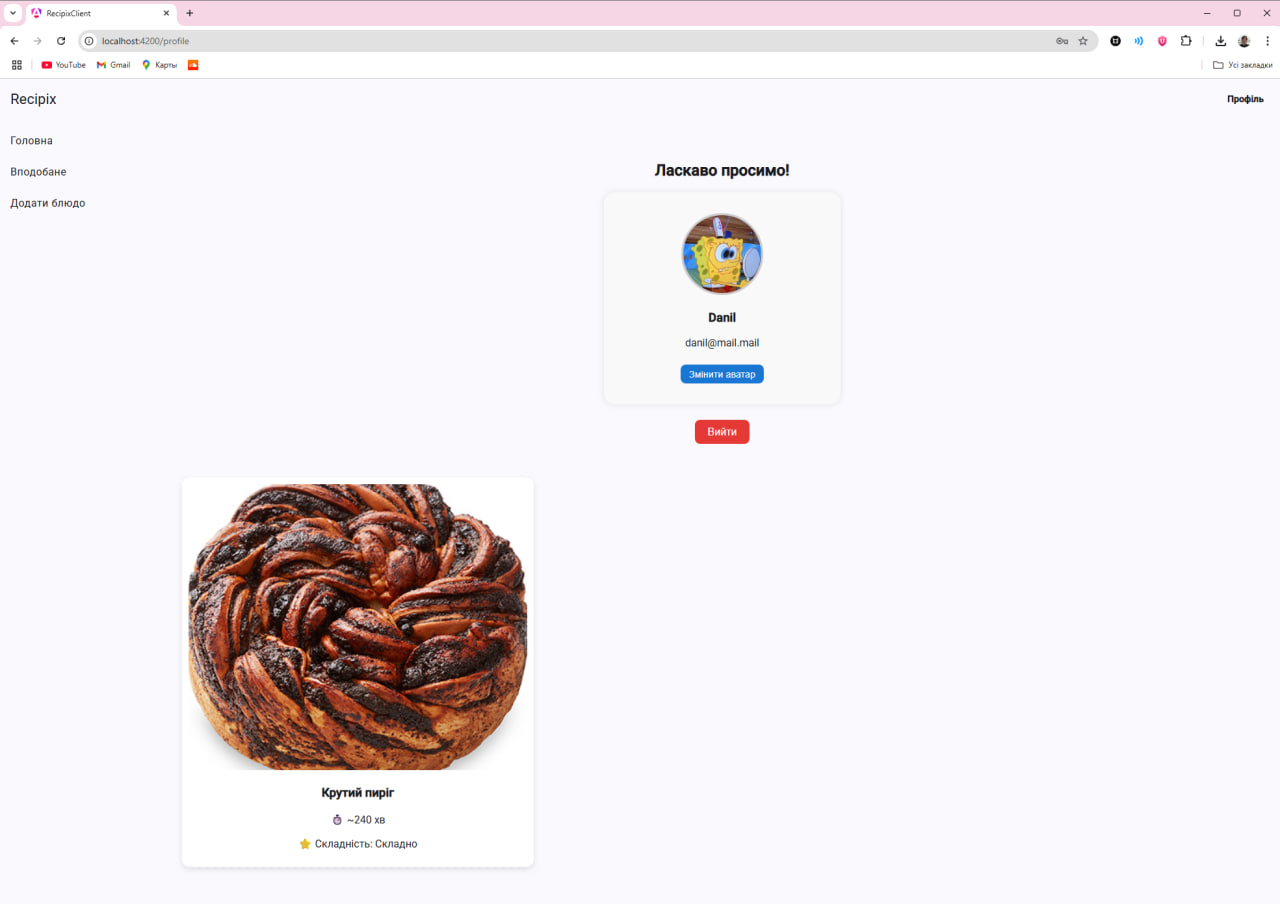 RecipixClient
localhost:4200/profile
YouTube
Gmail
Карты
Усі закладки
Recipix
Профіль
Головна
Вподобане
Додати блюдо
Ласкаво просимо!
Danil
danil@mail.mail
Змінити аватар
Вийти
Крутий пиріг
~240 хв
Складність: Складно